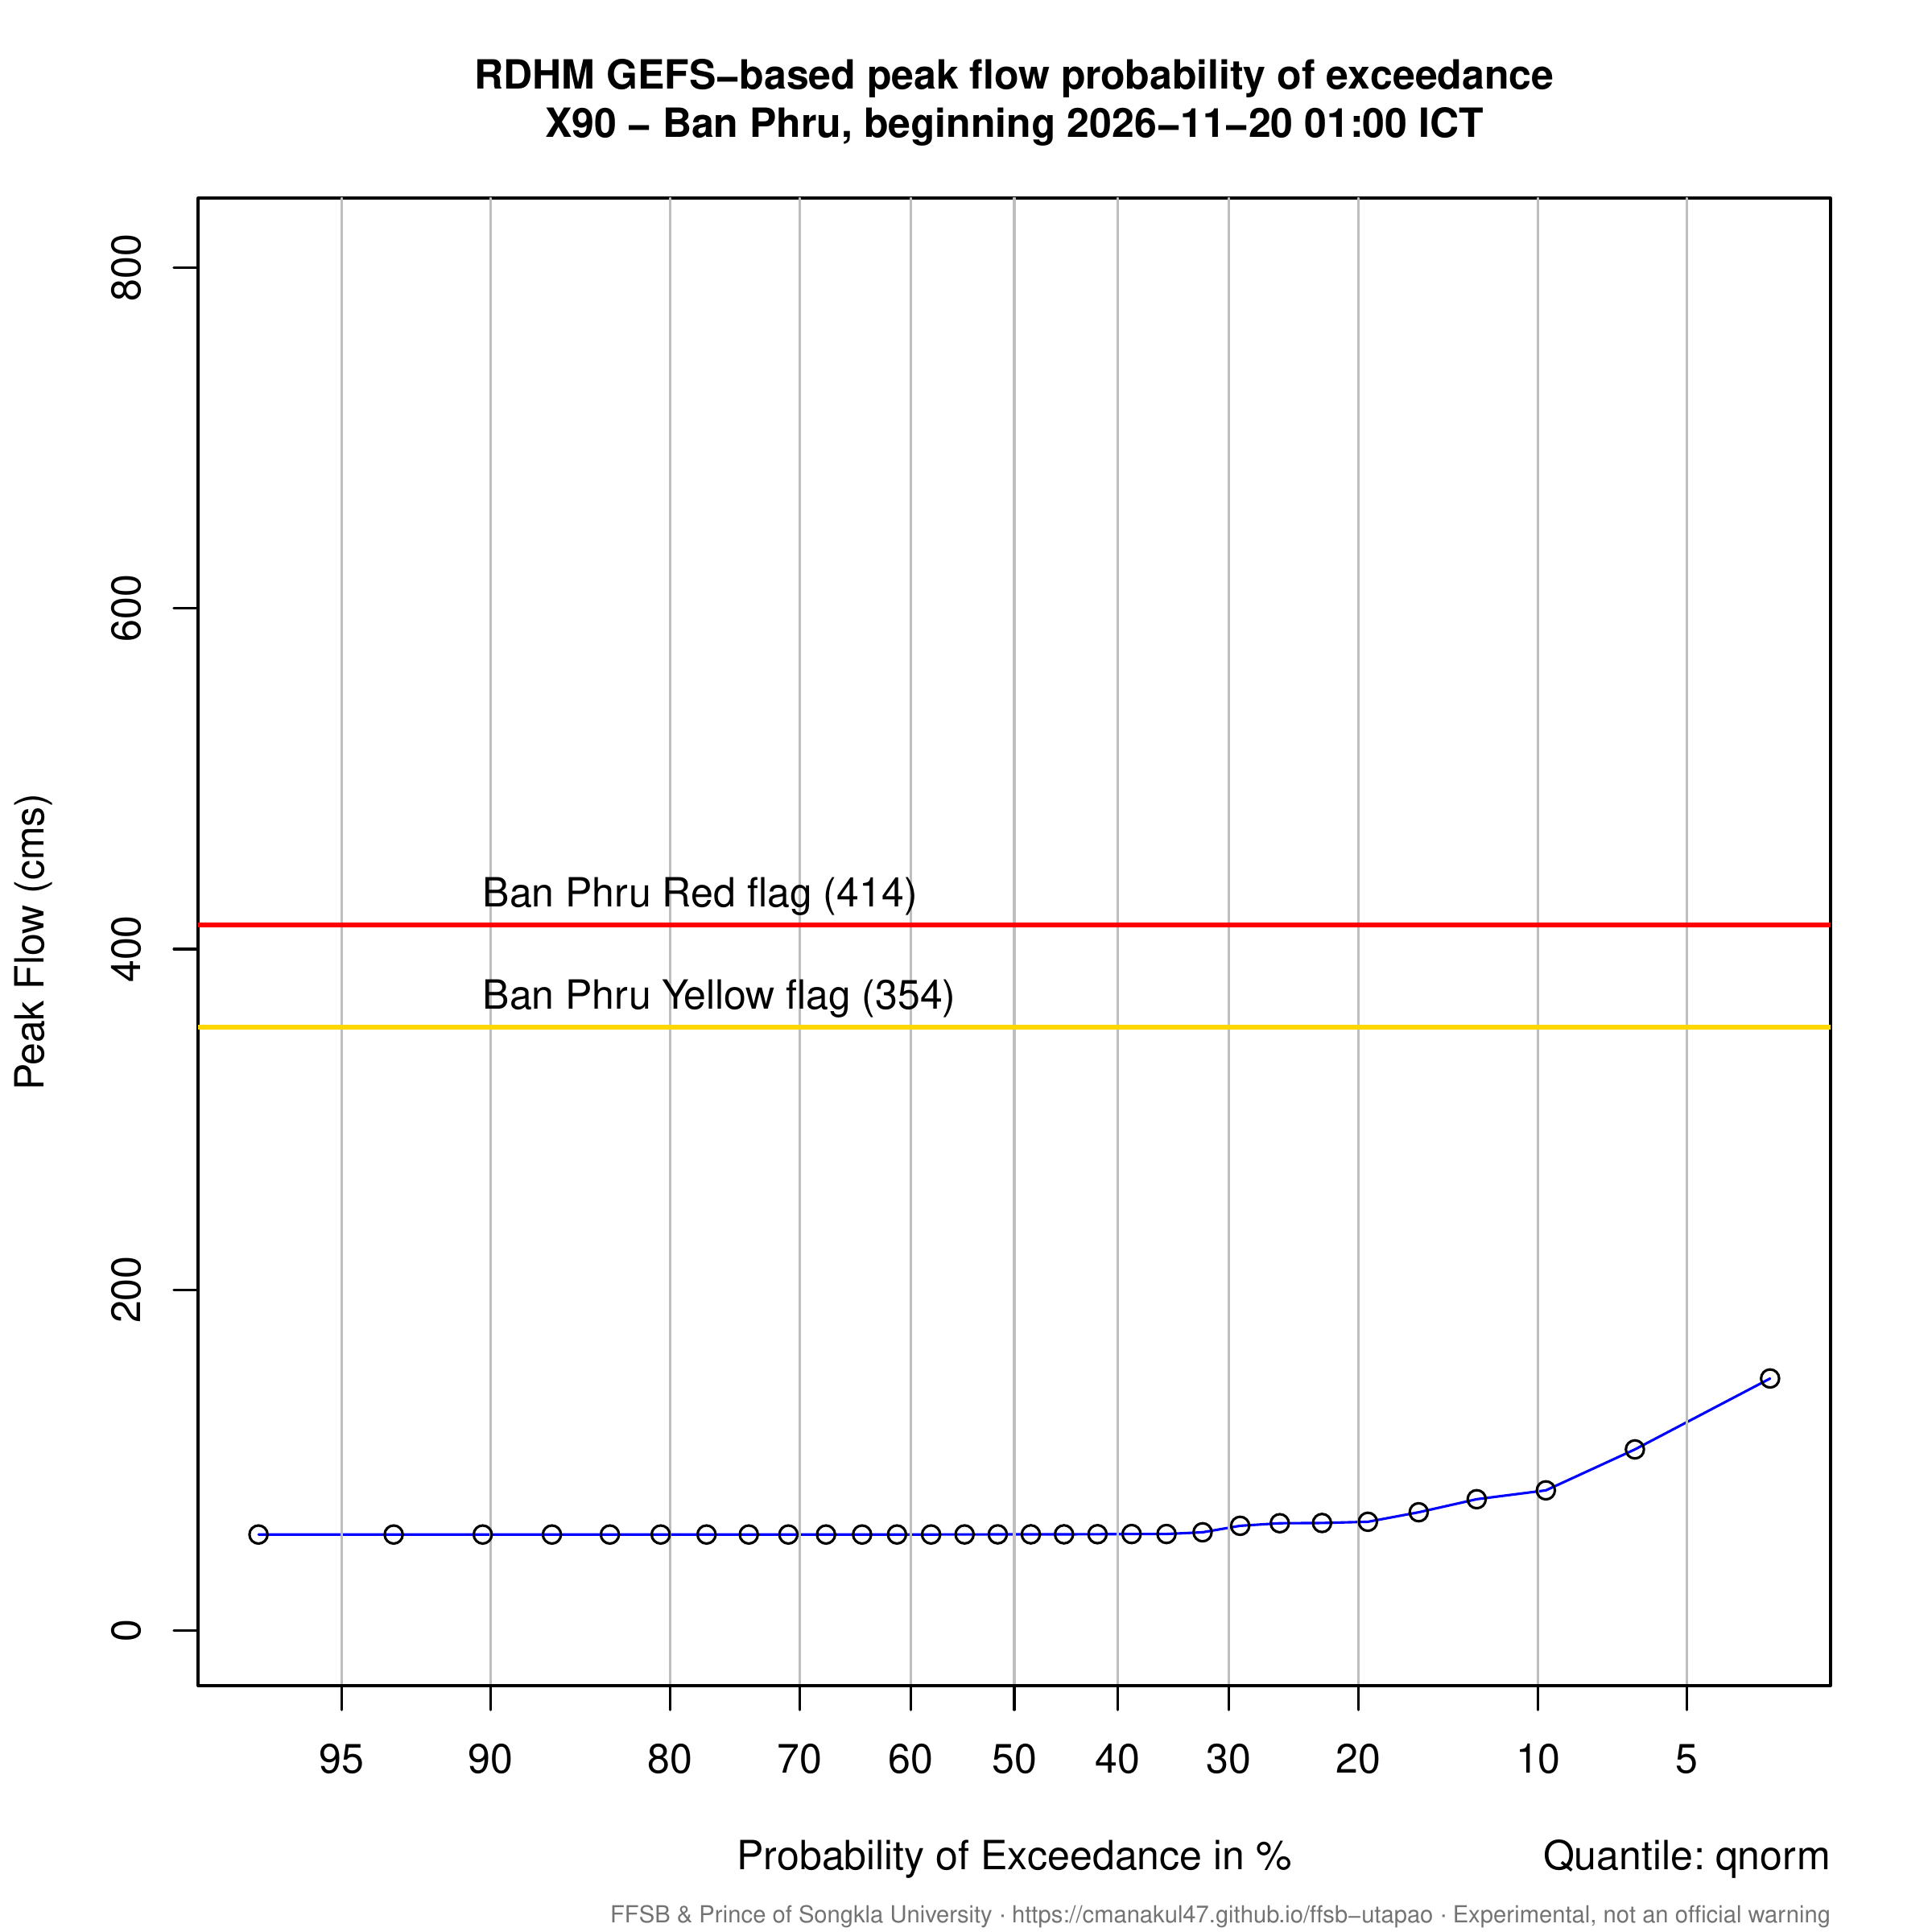 RDHM GEFS−based peak flow probability of exceedance
X90 − Ban Phru, beginning 2026−11−20 01:00 ICT
800
600
400
200
0
Peak Flow (cms)
Ban Phru Red flag (414)
Ban Phru Yellow flag (354)
95 90 80 70 60 50 40 30 20 10 5
Probability of Exceedance in %
Quantile: qnorm
FFSB & Prince of Songkla University · https://cmanakul47.github.io/ffsb−utapao · Experimental, not an official warning